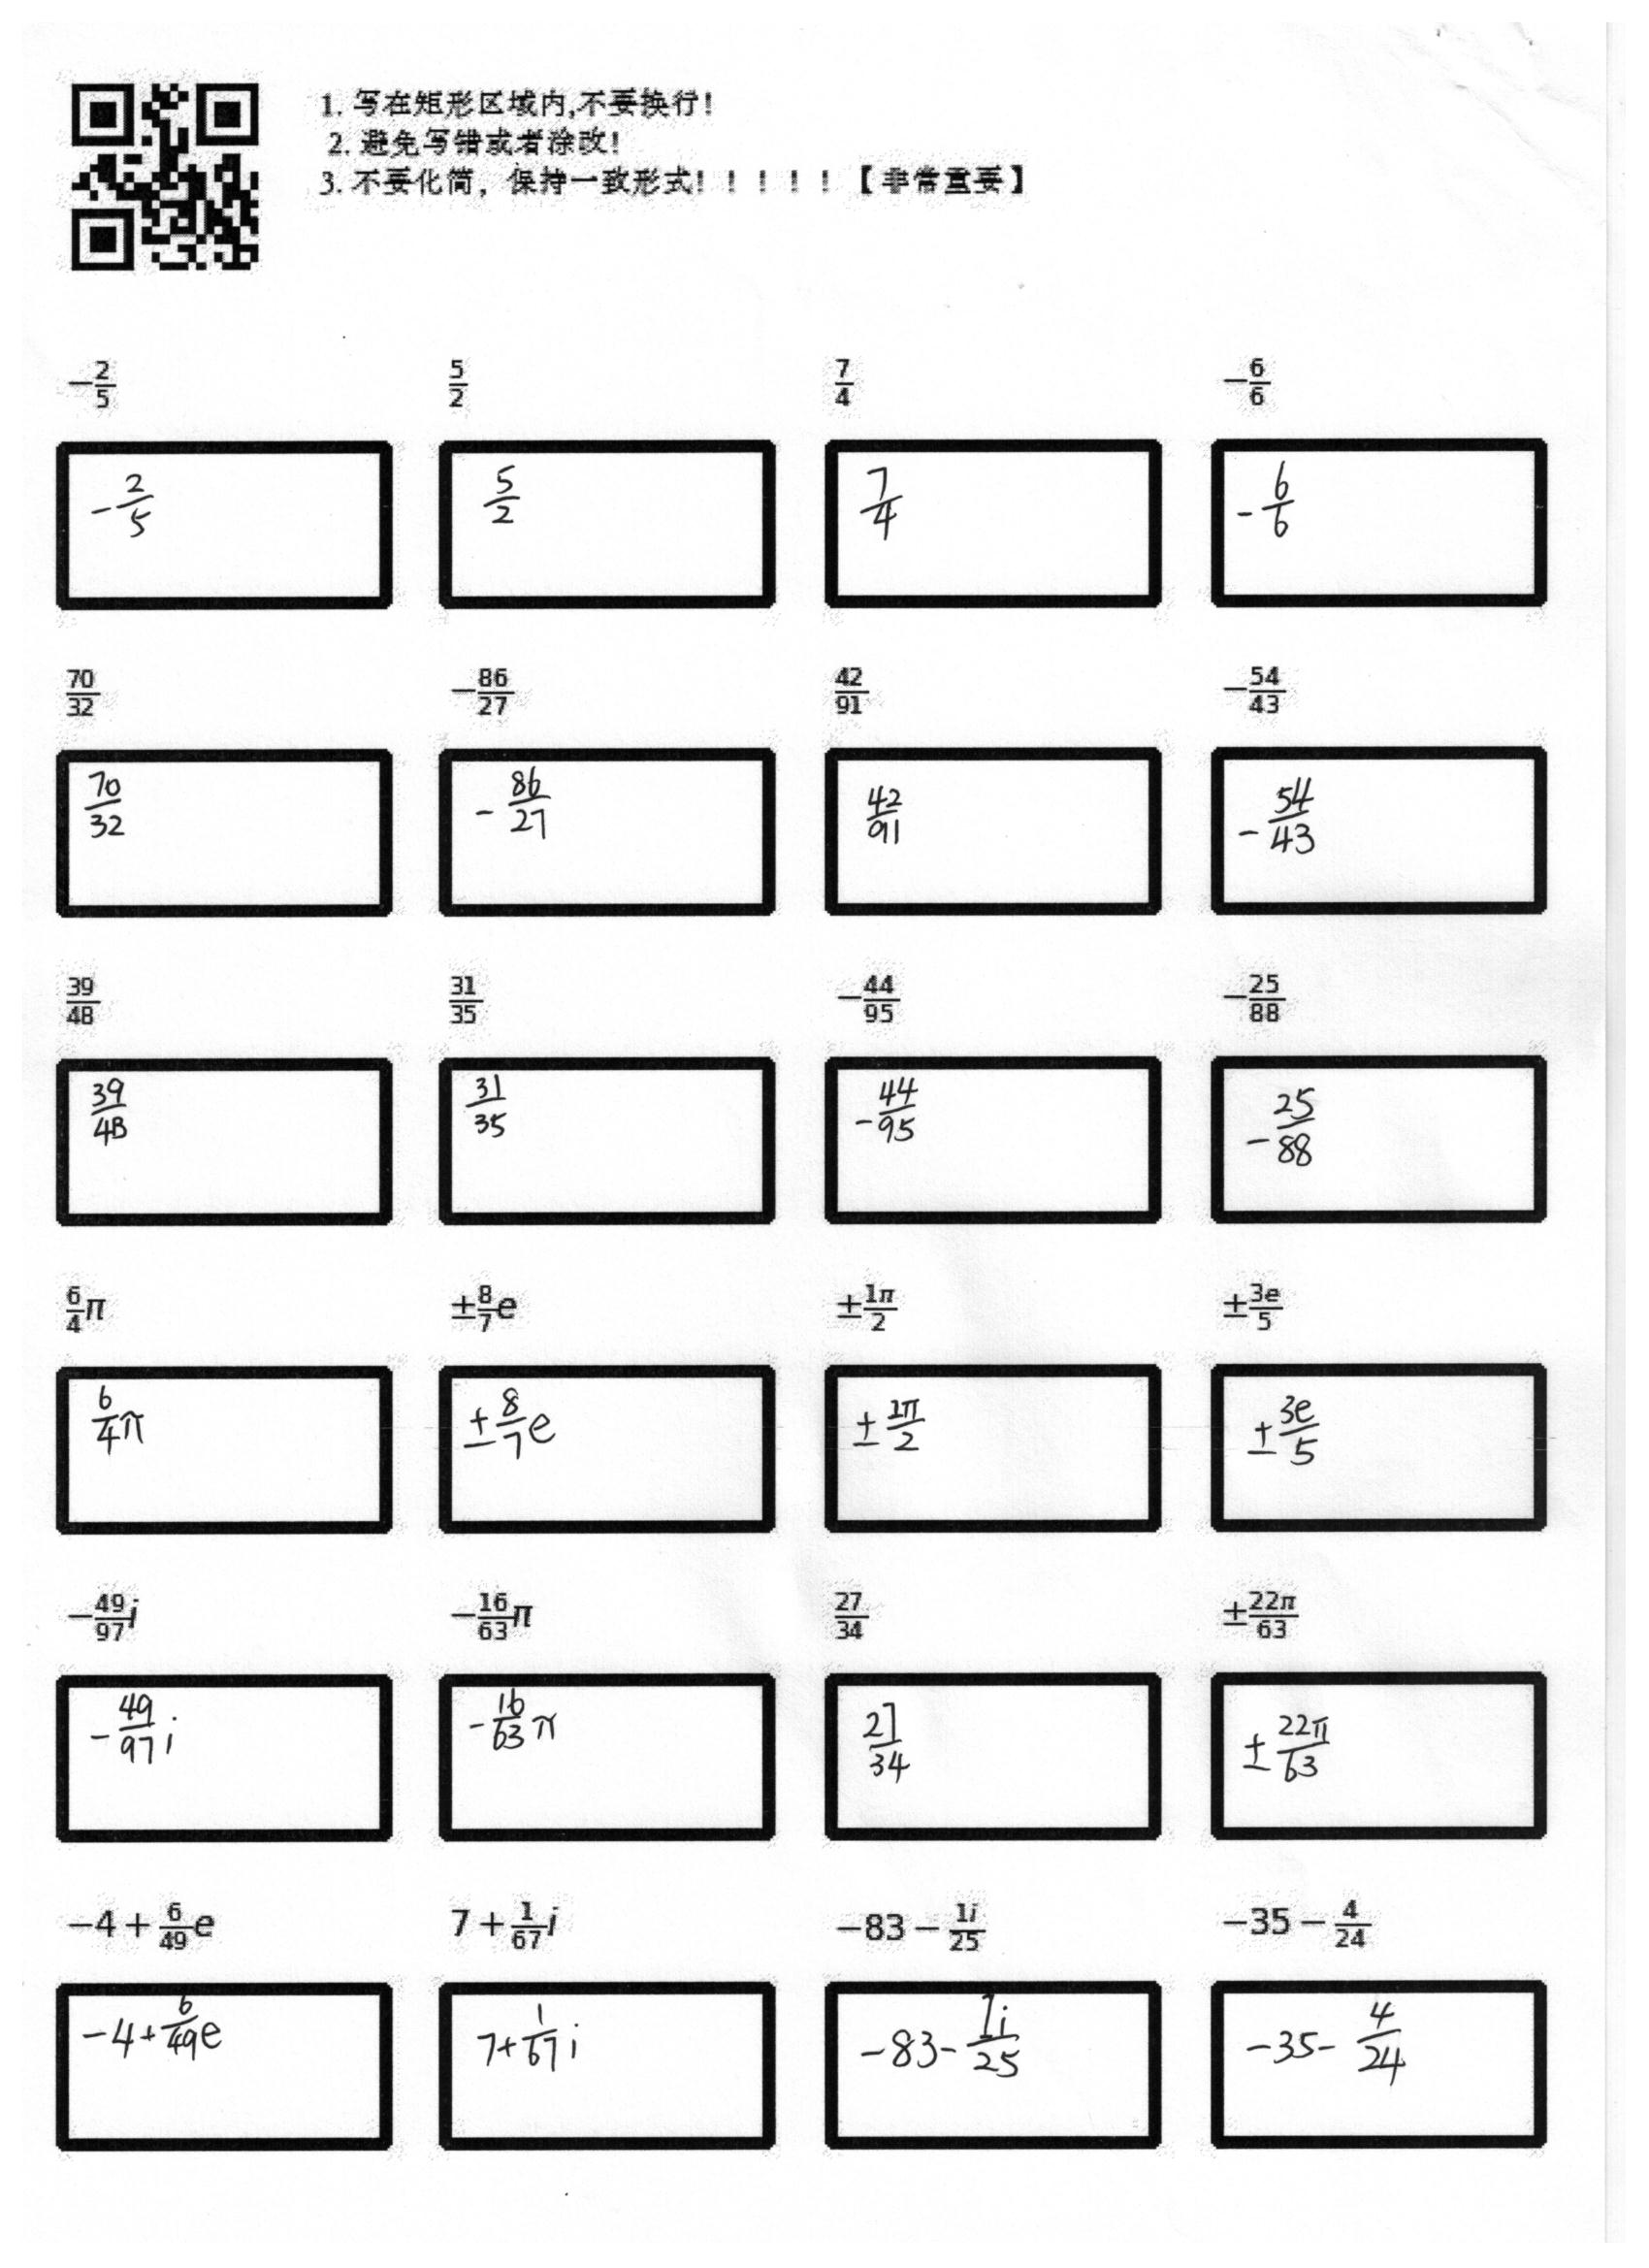 1. 写在矩形区域内,不要换行!
2. 避免写错或者涂改!
3. 不要化简，保持一致形式！！！！！【非常重要】
$-\frac{2}{5}$ $\frac{5}{2}$ $\frac{7}{4}$ $-\frac{6}{6}$
$-\frac{2}{5}$ $\frac{5}{2}$ $\frac{7}{4}$ $-\frac{6}{6}$
$\frac{70}{32}$ $-\frac{86}{27}$ $\frac{42}{91}$ $-\frac{54}{43}$
$\frac{70}{32}$ $-\frac{86}{27}$ $\frac{42}{91}$ $-\frac{54}{43}$
$\frac{39}{48}$ $\frac{31}{35}$ $-\frac{44}{95}$ $-\frac{25}{88}$
$\frac{39}{48}$ $\frac{31}{35}$ $-\frac{44}{95}$ $-\frac{25}{88}$
$\frac{6}{4}\pi$ $\pm\frac{8}{7}e$ $\pm\frac{1\pi}{2}$ $\pm\frac{3e}{5}$
$\frac{6}{4}\pi$ $\pm\frac{8}{7}e$ $\pm\frac{1\pi}{2}$ $\pm\frac{3e}{5}$
$-\frac{49}{97}i$ $-\frac{16}{63}\pi$ $\frac{27}{34}$ $\pm\frac{22\pi}{63}$
$-\frac{49}{97}i$ $-\frac{16}{63}\pi$ $\frac{27}{34}$ $\pm\frac{22\pi}{63}$
$-4+\frac{6}{49}e$ $7+\frac{1}{67}i$ $-83-\frac{1i}{25}$ $-35-\frac{4}{24}$
$-4+\frac{6}{49}e$ $7+\frac{1}{67}i$ $-83-\frac{1i}{25}$ $-35-\frac{4}{24}$